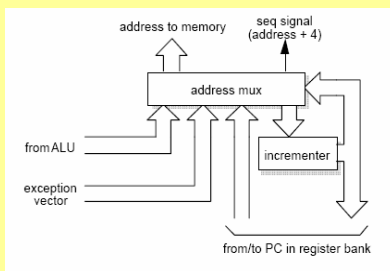 address to memory
seq signal
(address + 4)
address mux
from ALU
incrementer
exception
vector
from/to PC in register bank